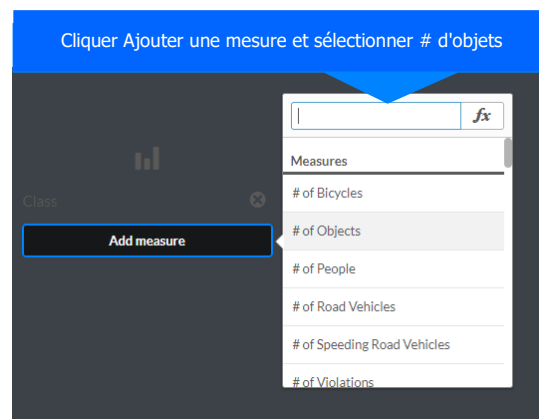 Cliquer Ajouter une mesure et sélectionner # d'objets
fx
Measures
Class
# of Bicycles
Add measure
# of Objects
# of People
# of Road Vehicles
# of Speeding Road Vehicles
# of Violations